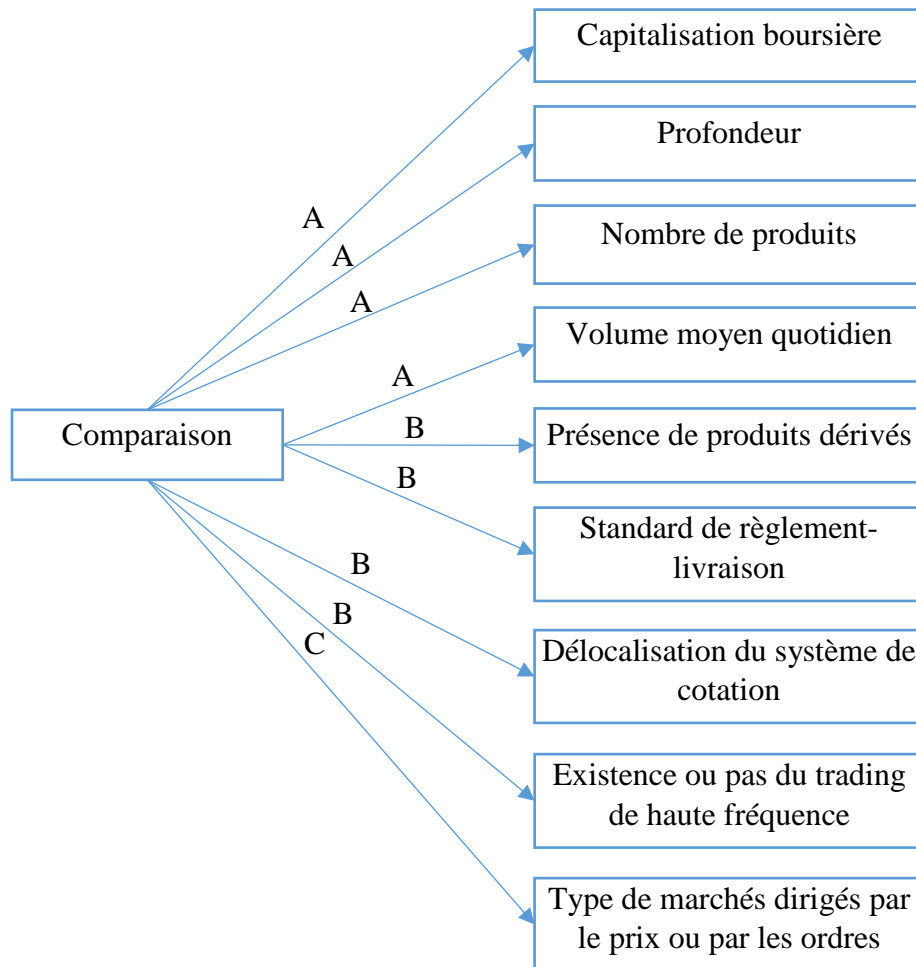 Capitalisation boursière
Profondeur
A
Nombre de produits
A
A
Volume moyen quotidien
A
Comparaison
B
Présence de produits dérivés
B
Standard de règlement-
livraison
B
Délocalisation du système de
cotation
B
C
Existence ou pas du trading
de haute fréquence
Type de marchés dirigés par
le prix ou par les ordres